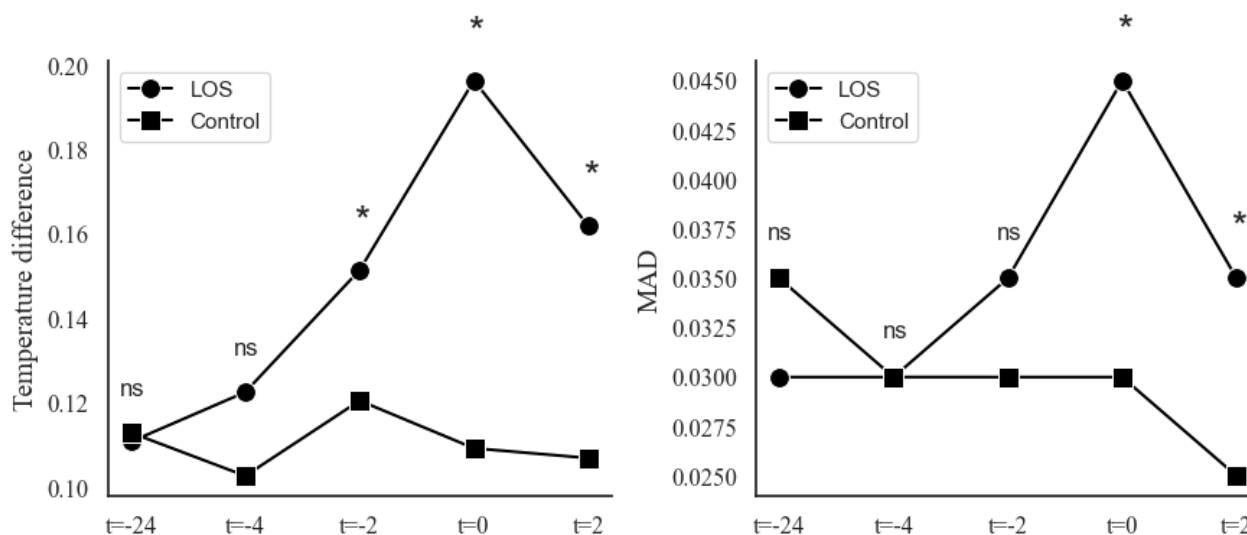 *
0.20
LOS
Control
0.18
*
*
0.16
Temperature difference
0.14
ns
0.12
ns
0.10
t=-24 t=-4 t=-2 t=0 t=2
*
0.0450
LOS
Control
0.0425
0.0400
*
0.0375
ns
ns
MAD
0.0350
0.0325
ns
0.0300
0.0275
0.0250
t=-24 t=-4 t=-2 t=0 t=2